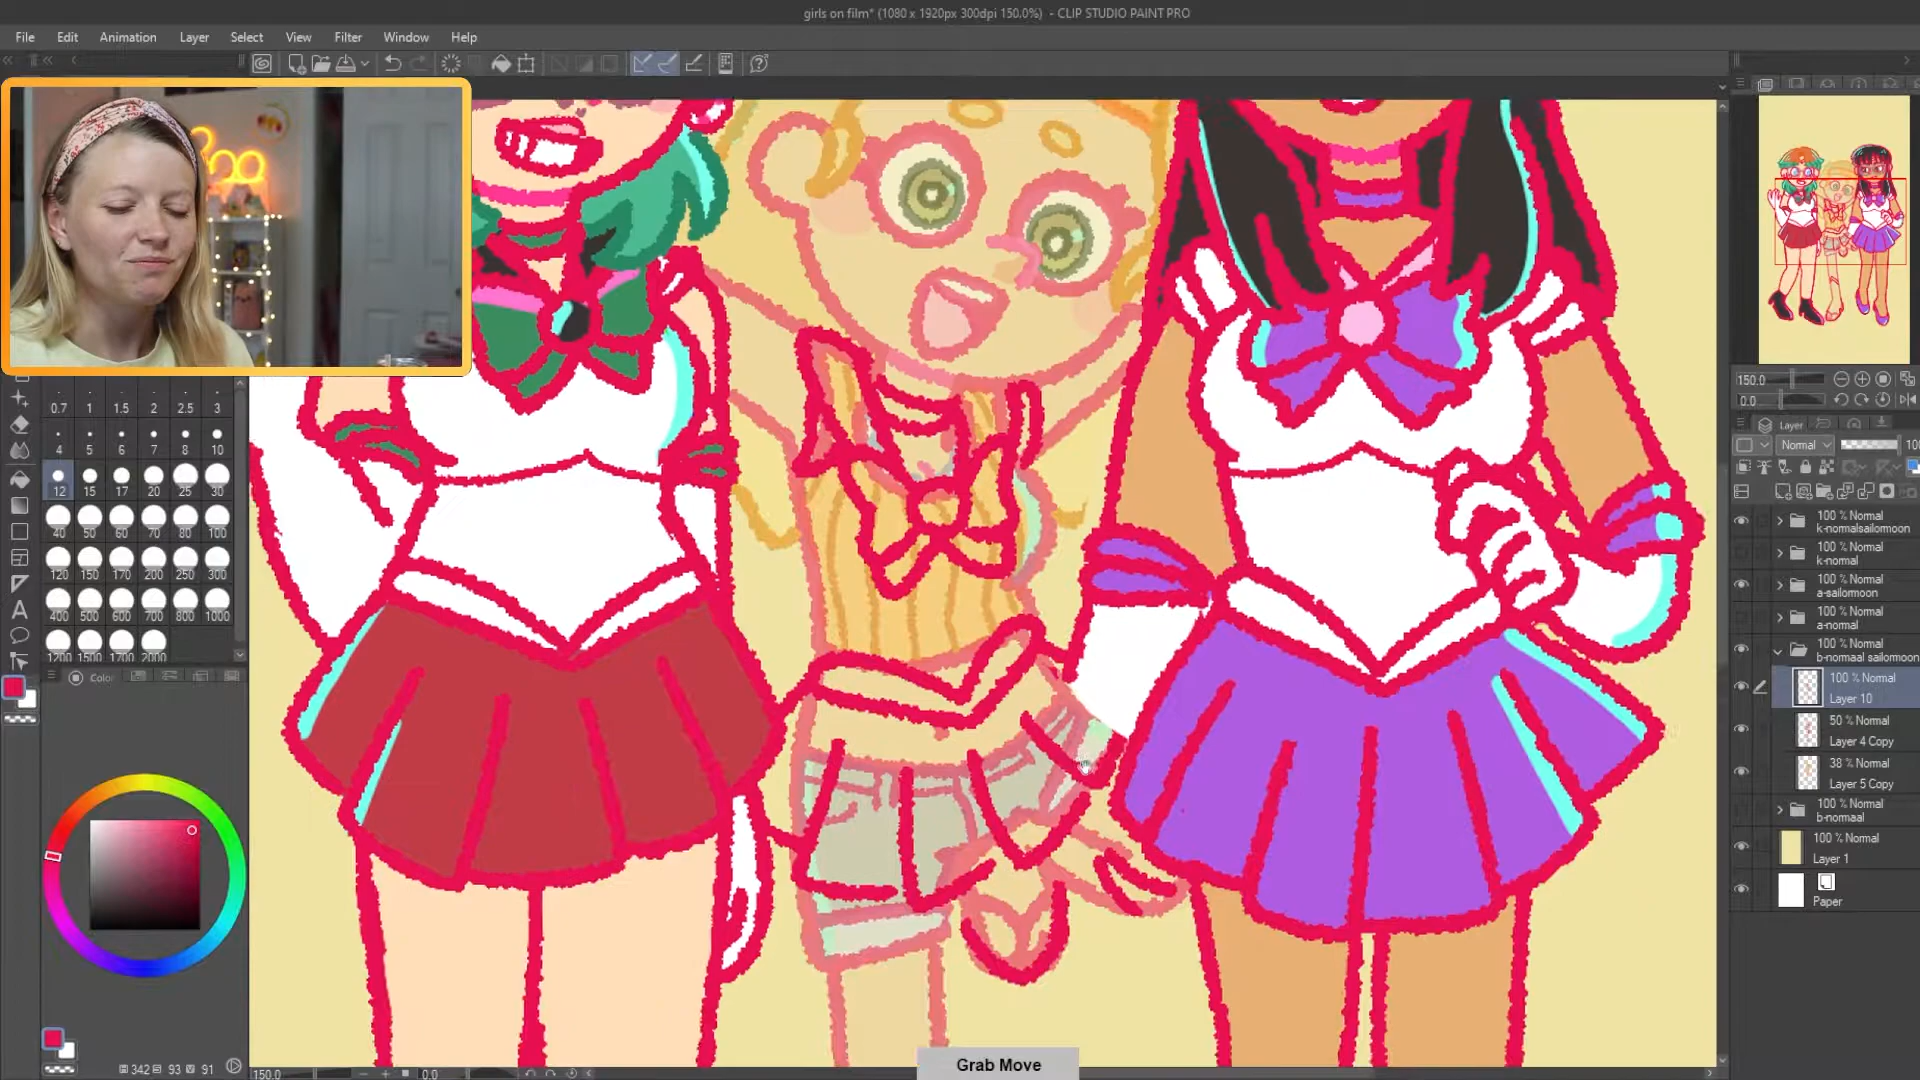 girls on film* (1080 x 1920px 300dpi 150.0%) - CLIP STUDIO PAINT PRO
File Edit Animation Layer Select View Filter Window Help
0.7 1 1.5 2 2.5 3
4 5 6 7 8 10
12 15 17 20 25 30
40 50 60 70 80 100
120 150 170 200 250 300
400 500 600 700 800 1000
1200 1500 1700 2000
Color
342 93 91
150.0 0.0
Grab Move
150.0
0.0
Layer
Normal
100 % Normal
k-normalsailormoon
100 % Normal
k-normal
100 % Normal
a-sailormoon
100 % Normal
a-normal
100 % Normal
b-normaal sailormoon
100 % Normal
Layer 10
50 % Normal
Layer 4 Copy
38 % Normal
Layer 5 Copy
100 % Normal
b-normaal
100 % Normal
Layer 1
Paper